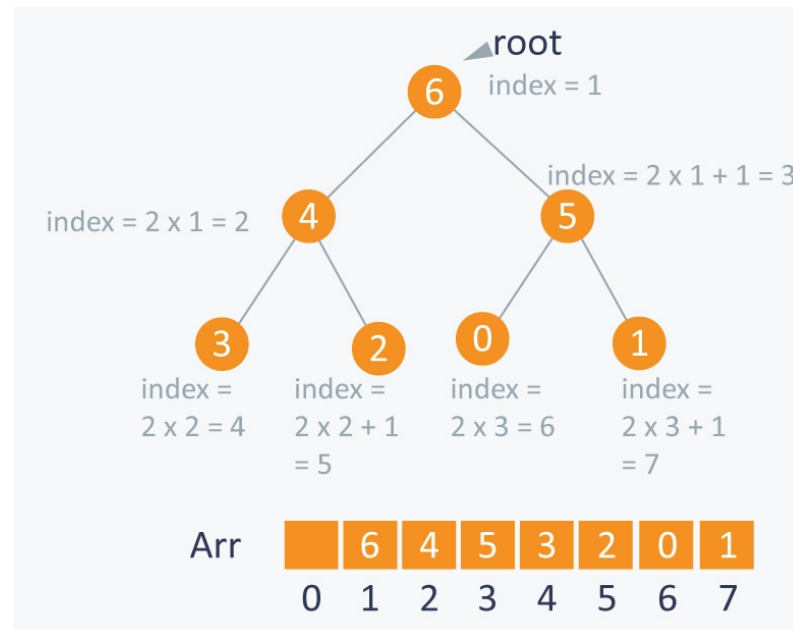 root
6
index = 1
index = 2 x 1 + 1 = 3
index = 2 x 1 = 2
4
5
3
2
0
1
index =
2 x 2 = 4
index =
2 x 2 + 1
= 5
index =
2 x 3 = 6
index =
2 x 3 + 1
= 7
Arr 6 4 5 3 2 0 1
0 1 2 3 4 5 6 7